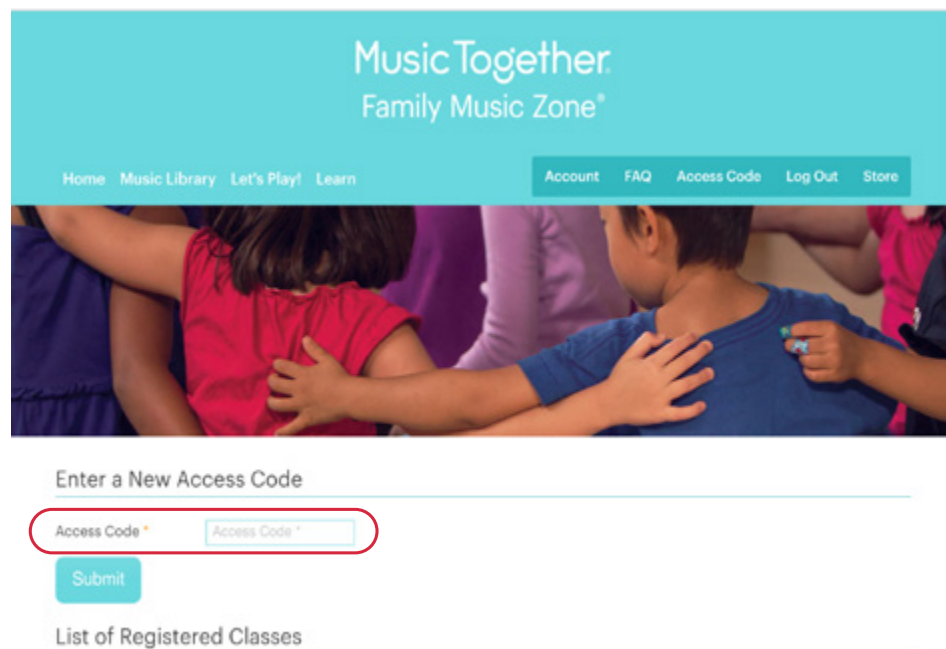 Music Together®
Family Music Zone®
Home Music Library Let's Play! Learn
Account FAQ Access Code Log Out Store
Enter a New Access Code
Access Code * Access Code *
Submit
List of Registered Classes